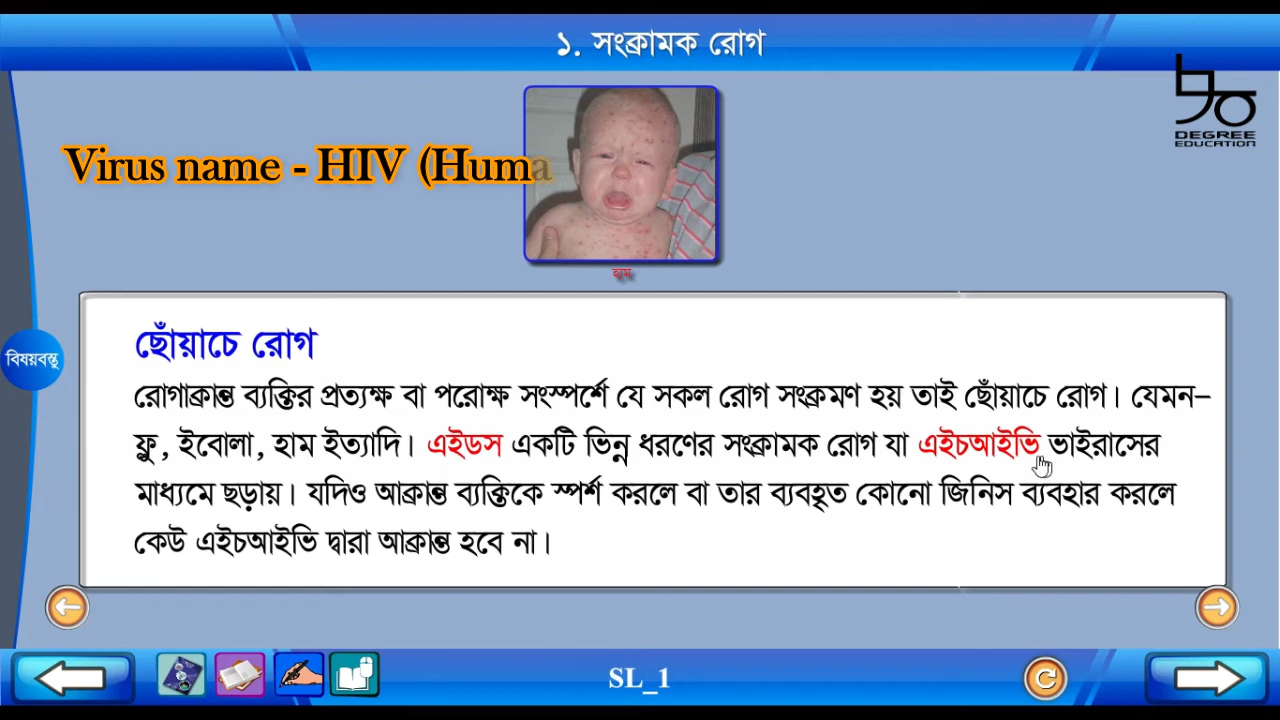 ১. সংক্রামক রোগ
DEGREE
EDUCATION
Virus name - HIV (Huma
হাম
বিষয়বস্তু
ছোঁয়াচে রোগ
রোগাক্রান্ত ব্যক্তির প্রত্যক্ষ বা পরোক্ষ সংস্পর্শে যে সকল রোগ সংক্রমণ হয় তাই ছোঁয়াচে রোগ। যেমন–
ফ্লু, ইবোলা, হাম ইত্যাদি। এইডস একটি ভিন্ন ধরণের সংক্রামক রোগ যা এইচআইভি ভাইরাসের
মাধ্যমে ছড়ায়। যদিও আক্রান্ত ব্যক্তিকে স্পর্শ করলে বা তার ব্যবহৃত কোনো জিনিস ব্যবহার করলে
কেউ এইচআইভি দ্বারা আক্রান্ত হবে না।
SL_1